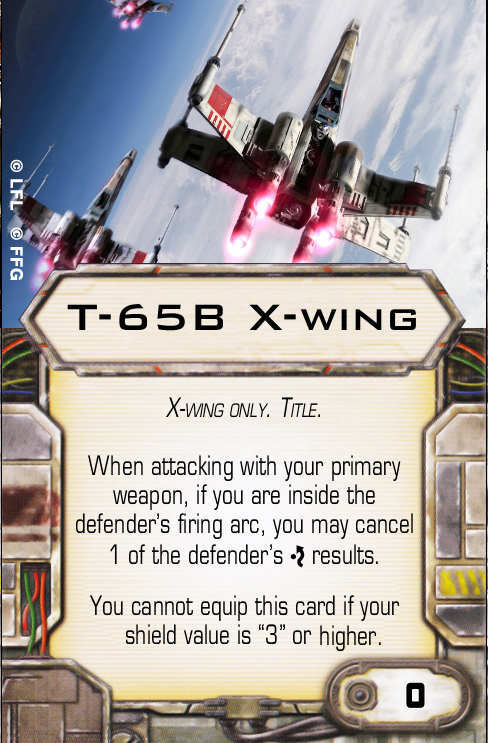 © LFL © FFG
T-65B X-WING
X-WING ONLY. TITLE.
When attacking with your primary
weapon, if you are inside the
defender's firing arc, you may cancel
1 of the defender's results.
You cannot equip this card if your
shield value is “3” or higher.
0